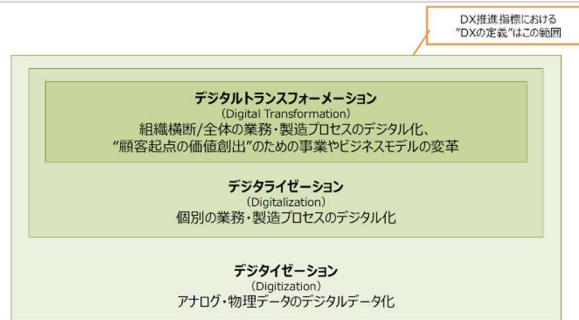 DX推進指標における
"DXの定義"はこの範囲
デジタルトランスフォーメーション
(Digital Transformation)
組織横断/全体の業務・製造プロセスのデジタル化、
“顧客起点の価値創出”のための事業やビジネスモデルの変革
デジタライゼーション
(Digitalization)
個別の業務・製造プロセスのデジタル化
デジタイゼーション
(Digitization)
アナログ・物理データのデジタルデータ化